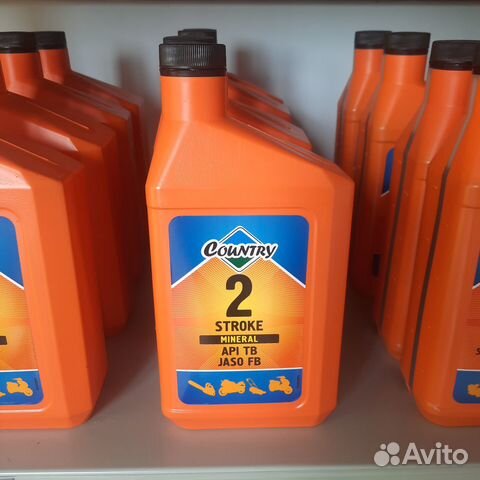 COUNTRY
2
STROKE
MINERAL
API TB
JASO FB
Avito